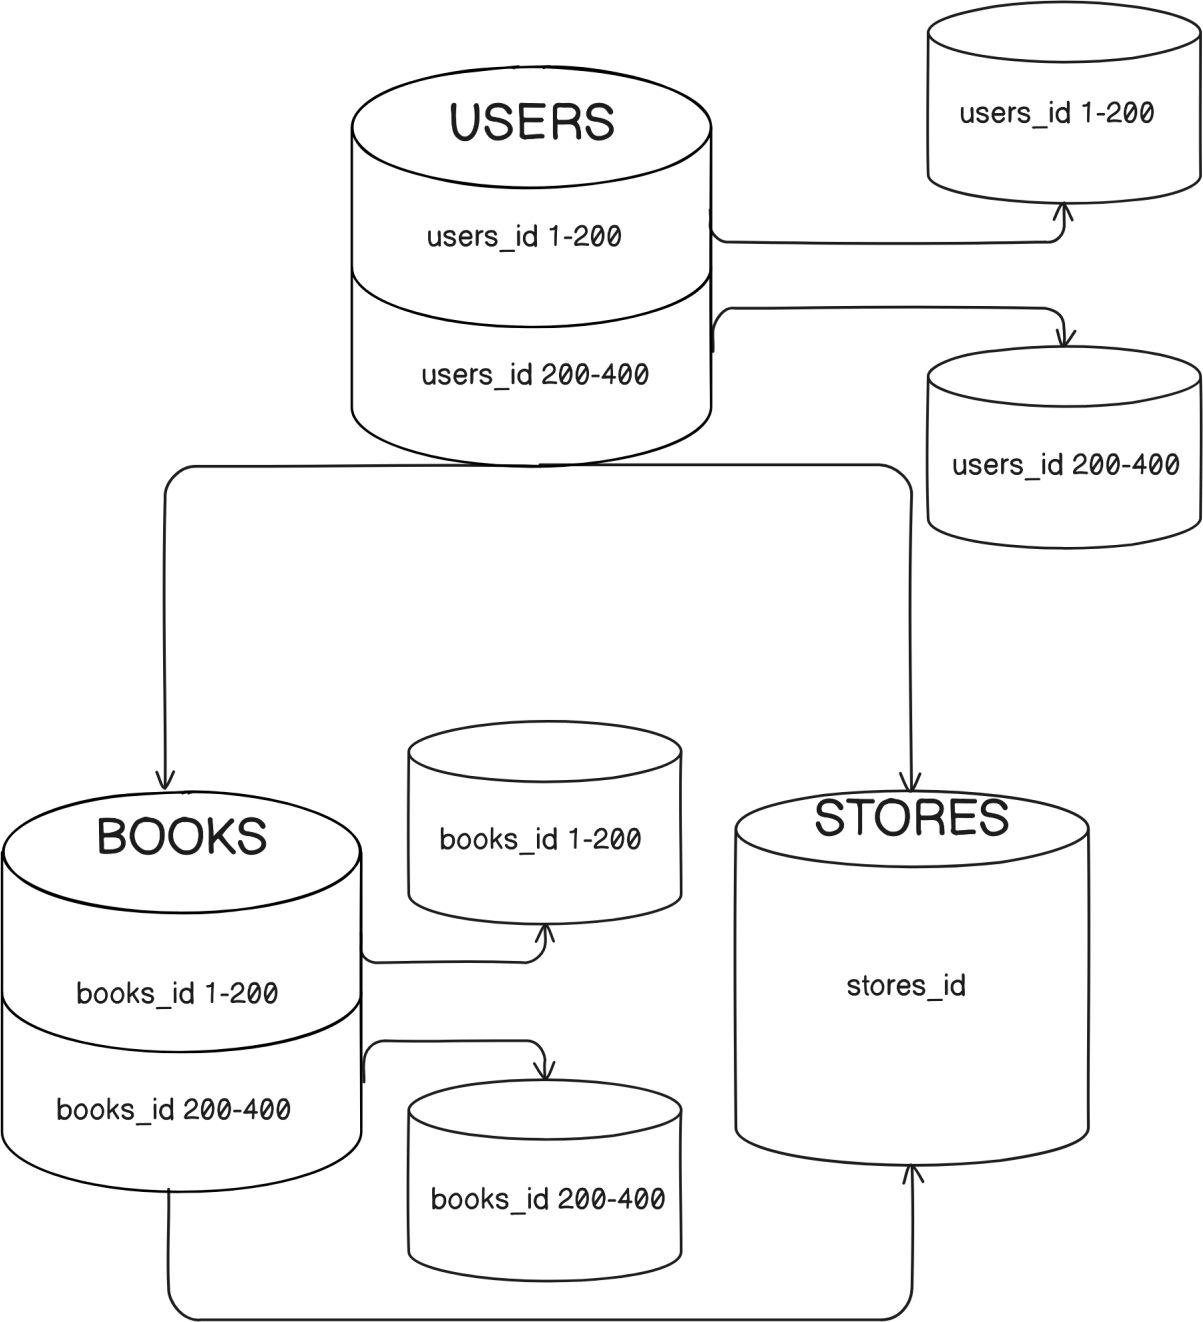 USERS
users_id 1-200
users_id 200-400
users_id 1-200
users_id 200-400
BOOKS
books_id 1-200
books_id 200-400
books_id 1-200
books_id 200-400
STORES
stores_id